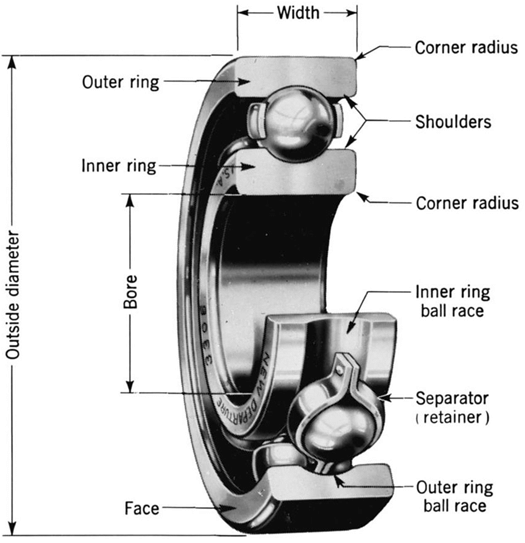 Width
Corner radius
Outer ring
Shoulders
Inner ring
U.S.A.
Corner radius
Outside diameter
Bore
Inner ring
ball race
3308
NEW DEPARTURE
Separator
(retainer)
Face
Outer ring
ball race